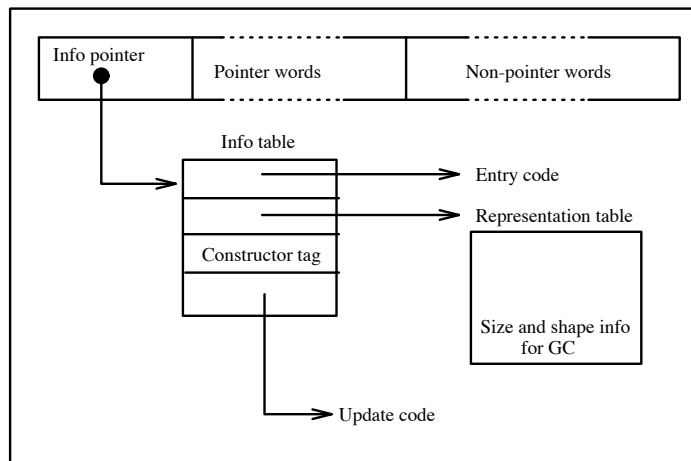 Info pointer
Pointer words
Non-pointer words
Info table
Entry code
Representation table
Constructor tag
Size and shape info
for GC
Update code